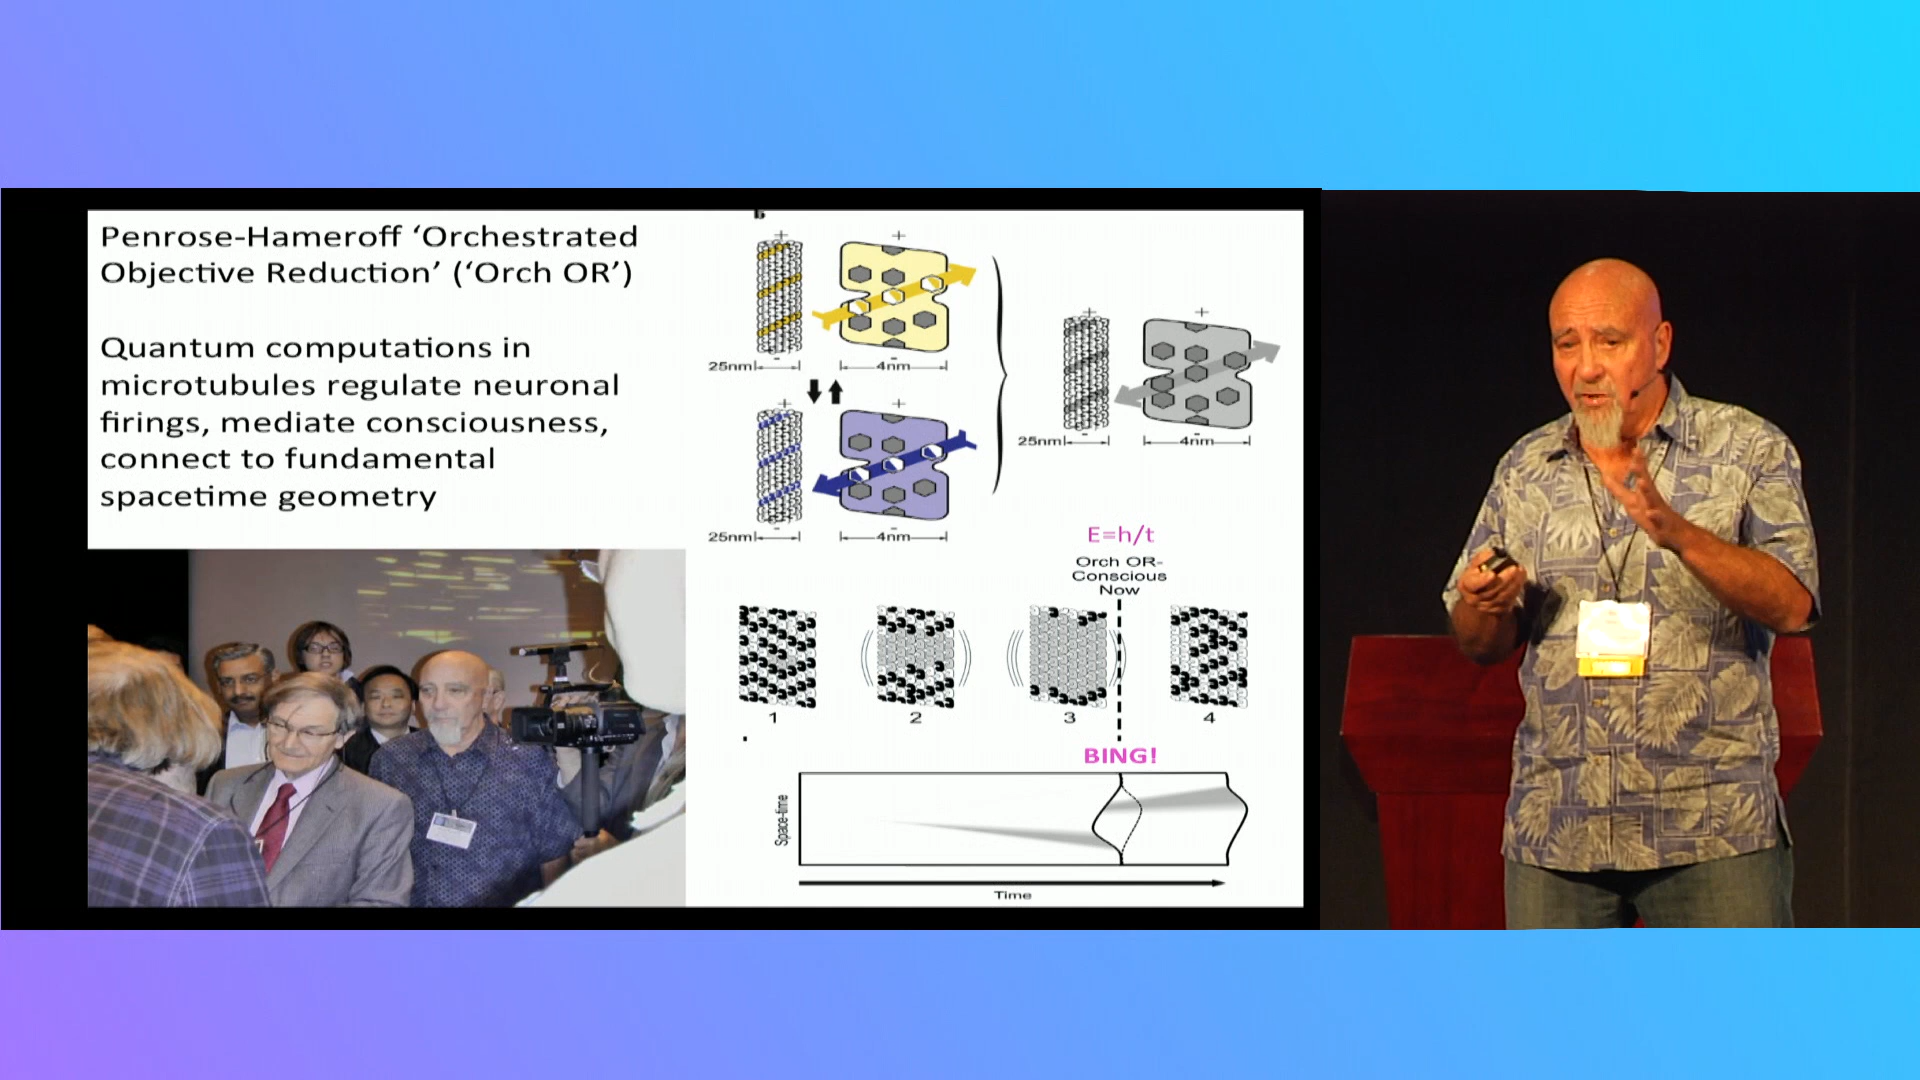 Penrose-Hameroff ‘Orchestrated
Objective Reduction’ (‘Orch OR’)
Quantum computations in
microtubules regulate neuronal
firings, mediate consciousness,
connect to fundamental
spacetime geometry
+
+
-
-
25nm
4nm
+
+
-
-
25nm
4nm
+
+
-
-
25nm
4nm
E=h/t
Orch OR-
Conscious
Now
1
2
3
4
BING!
Space-time
Time